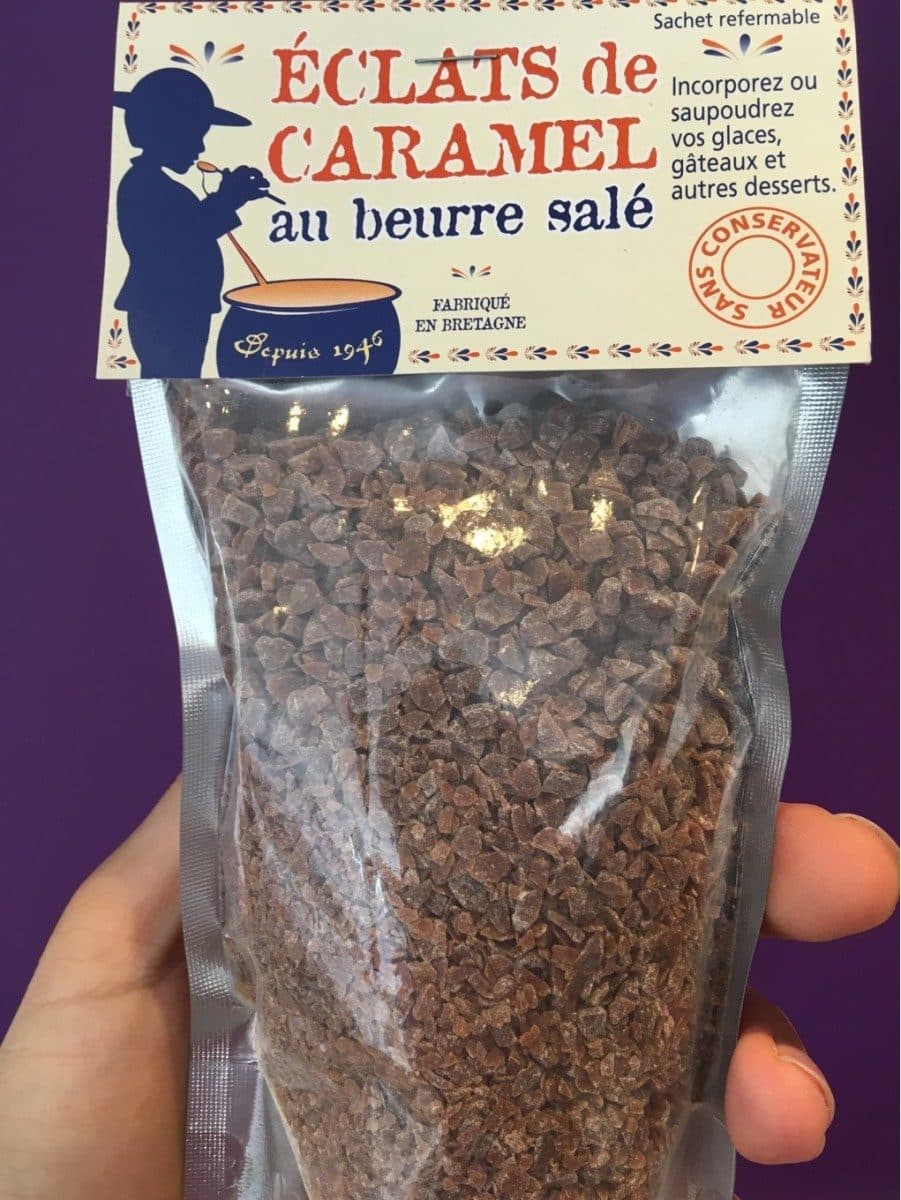 Sachet refermable
ÉCLATS de
CARAMEL
au beurre salé
Incorporez ou
saupoudrez
vos glaces,
gâteaux et
autres desserts.
SANS CONSERVATEUR
FABRIQUÉ
EN BRETAGNE
Depuis 1946